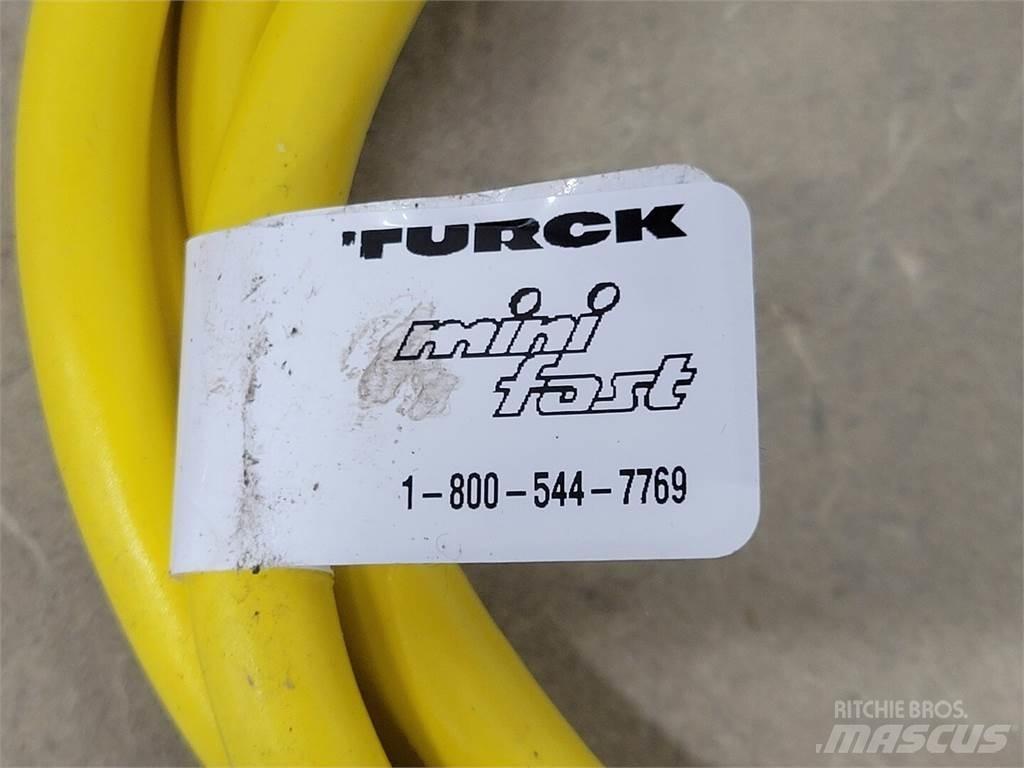 TURCK
mini
fast
1-800-544-7769
RITCHIE BROS.
MASCUS